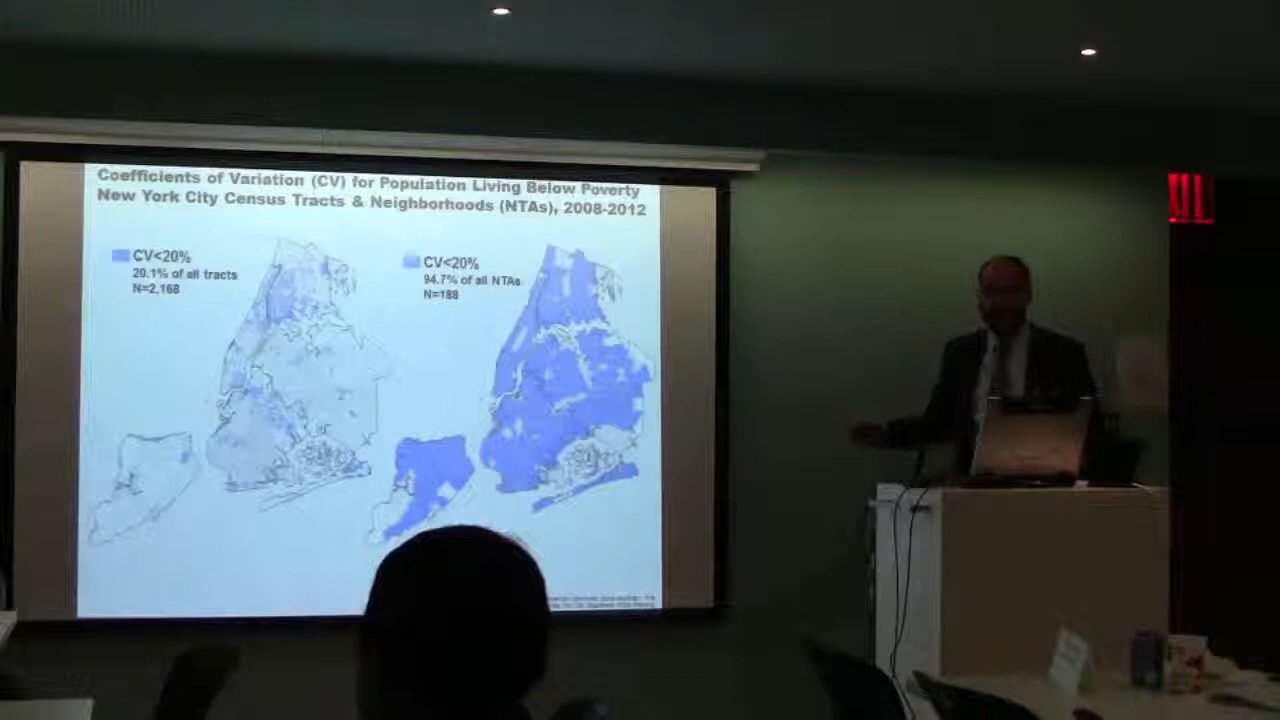 Coefficients of Variation (CV) for Population Living Below Poverty
New York City Census Tracts & Neighborhoods (NTAs), 2008-2012
CV<20%
20.1% of all tracts
N=2,168
CV<20%
94.7% of all NTAs
N=188